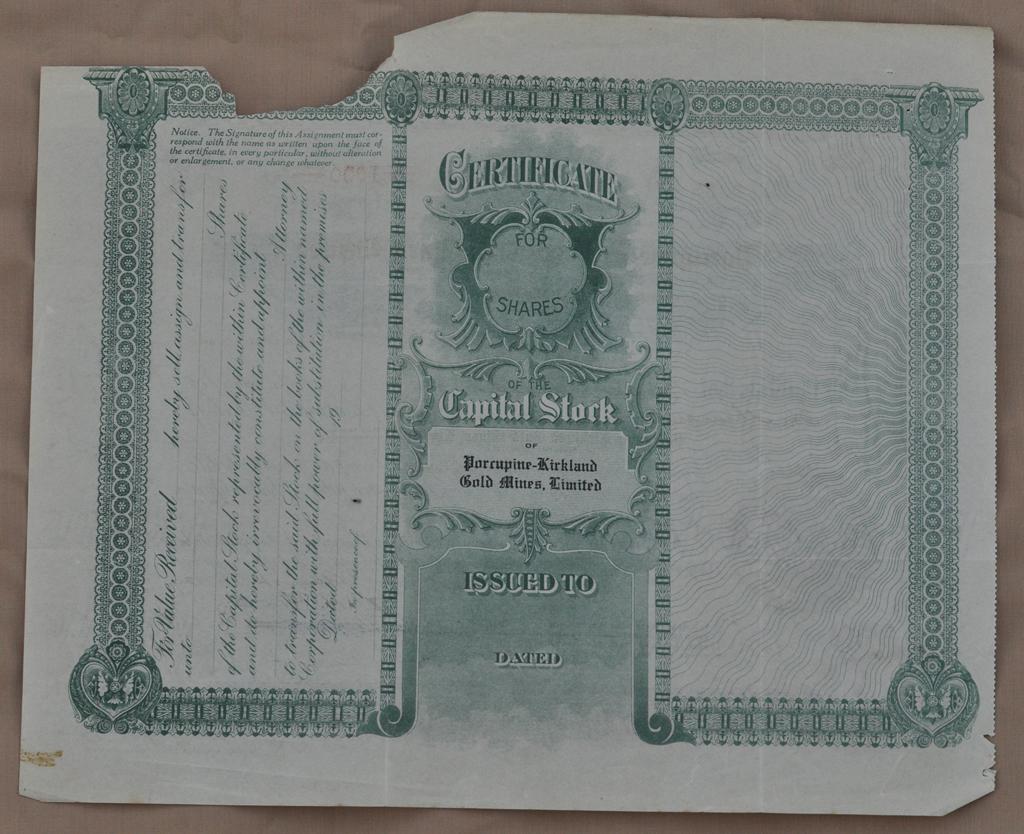 Notice. The Signature of this Assignment must cor-
respond with the name as written upon the face of
the certificate, in every particular, without alteration
or enlargement, or any change whatever.
For Value Received hereby sell, assign and transfer
unto
Shares
of the Capital Stock represented by the within Certificate
and do hereby irrevocably constitute and appoint
Attorney
to transfer the said Stock on the books of the within named
Corporation with full power of substitution in the premises
Dated 19
In presence of
CERTIFICATE
FOR
SHARES
OF THE
Capital Stock
OF
Porcupine-Kirkland
Gold Mines, Limited
ISSUED TO
DATED